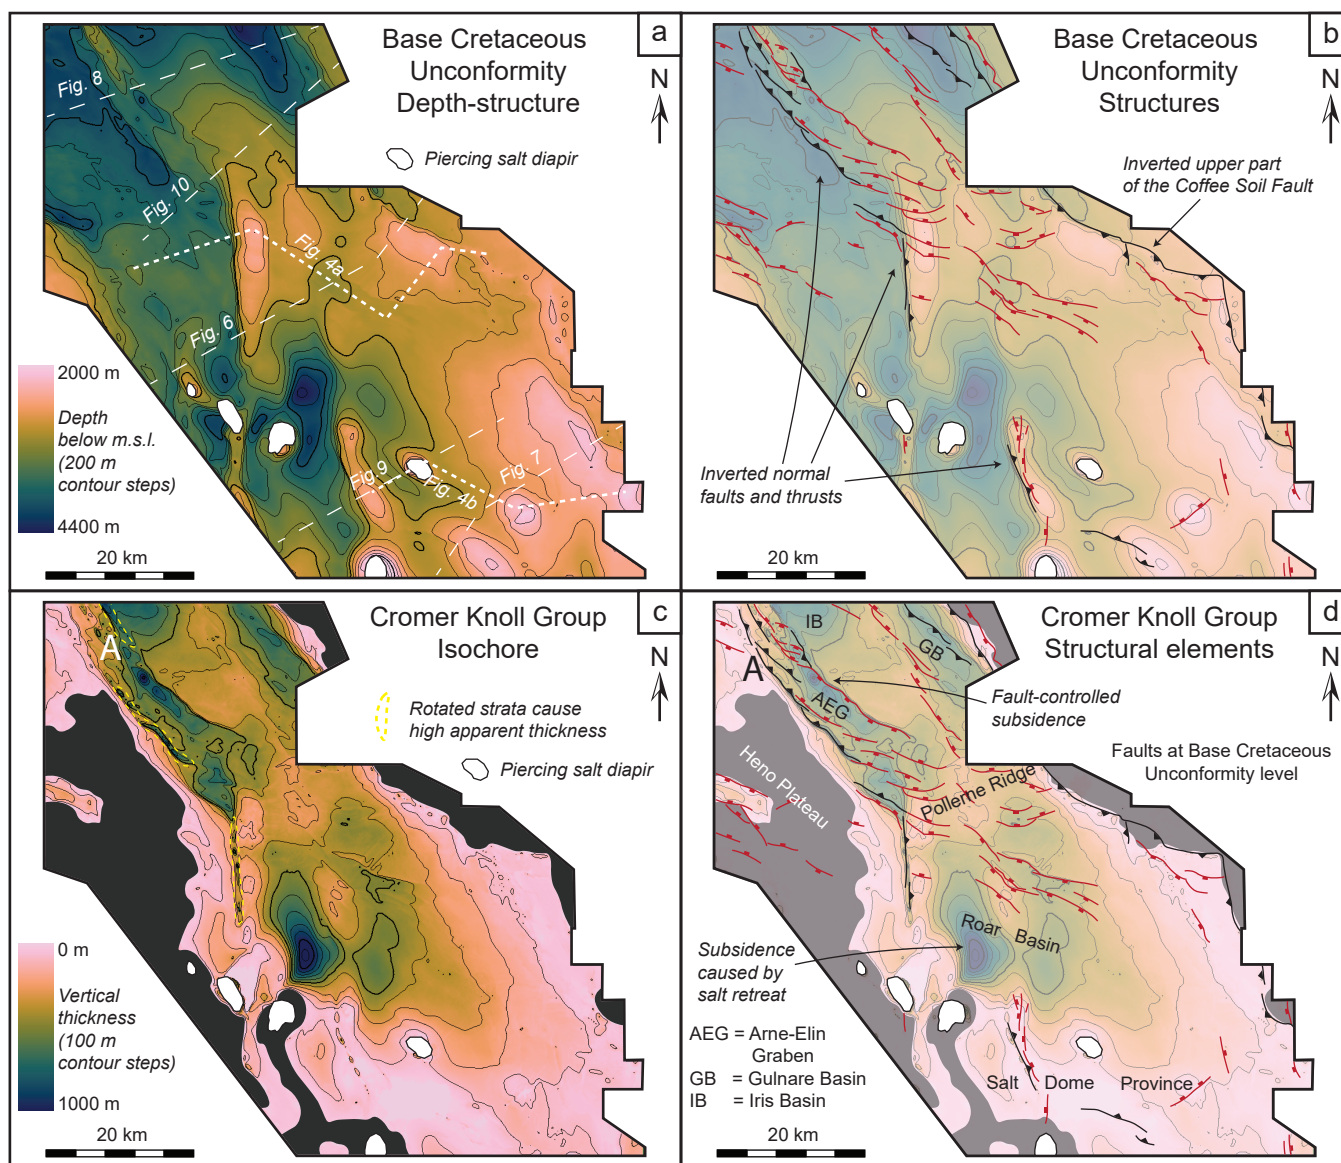 a
Base Cretaceous
Unconformity
Depth-structure
N
Piercing salt diapir
Fig. 8
Fig. 10
Fig. 4a
Fig. 6
Fig.9
Fig. 4b
Fig. 7
2000 m
Depth
below m.s.l.
(200 m
contour steps)
4400 m
20 km
b
Base Cretaceous
Unconformity
Structures
N
Inverted upper part
of the Coffee Soil Fault
Inverted normal
faults and thrusts
20 km
c
Cromer Knoll Group
Isochore
N
A
Rotated strata cause
high apparent thickness
Piercing salt diapir
0 m
Vertical
thickness
(100 m
contour steps)
1000 m
20 km
d
Cromer Knoll Group
Structural elements
N
A
IB
GB
AEG
Fault-controlled
subsidence
Faults at Base Cretaceous
Unconformity level
Heno Plateau
Pollerne Ridge
Roar Basin
Subsidence
caused by
salt retreat
AEG = Arne-Elin
Graben
GB = Gulnare Basin
IB = Iris Basin
Salt Dome Province
20 km